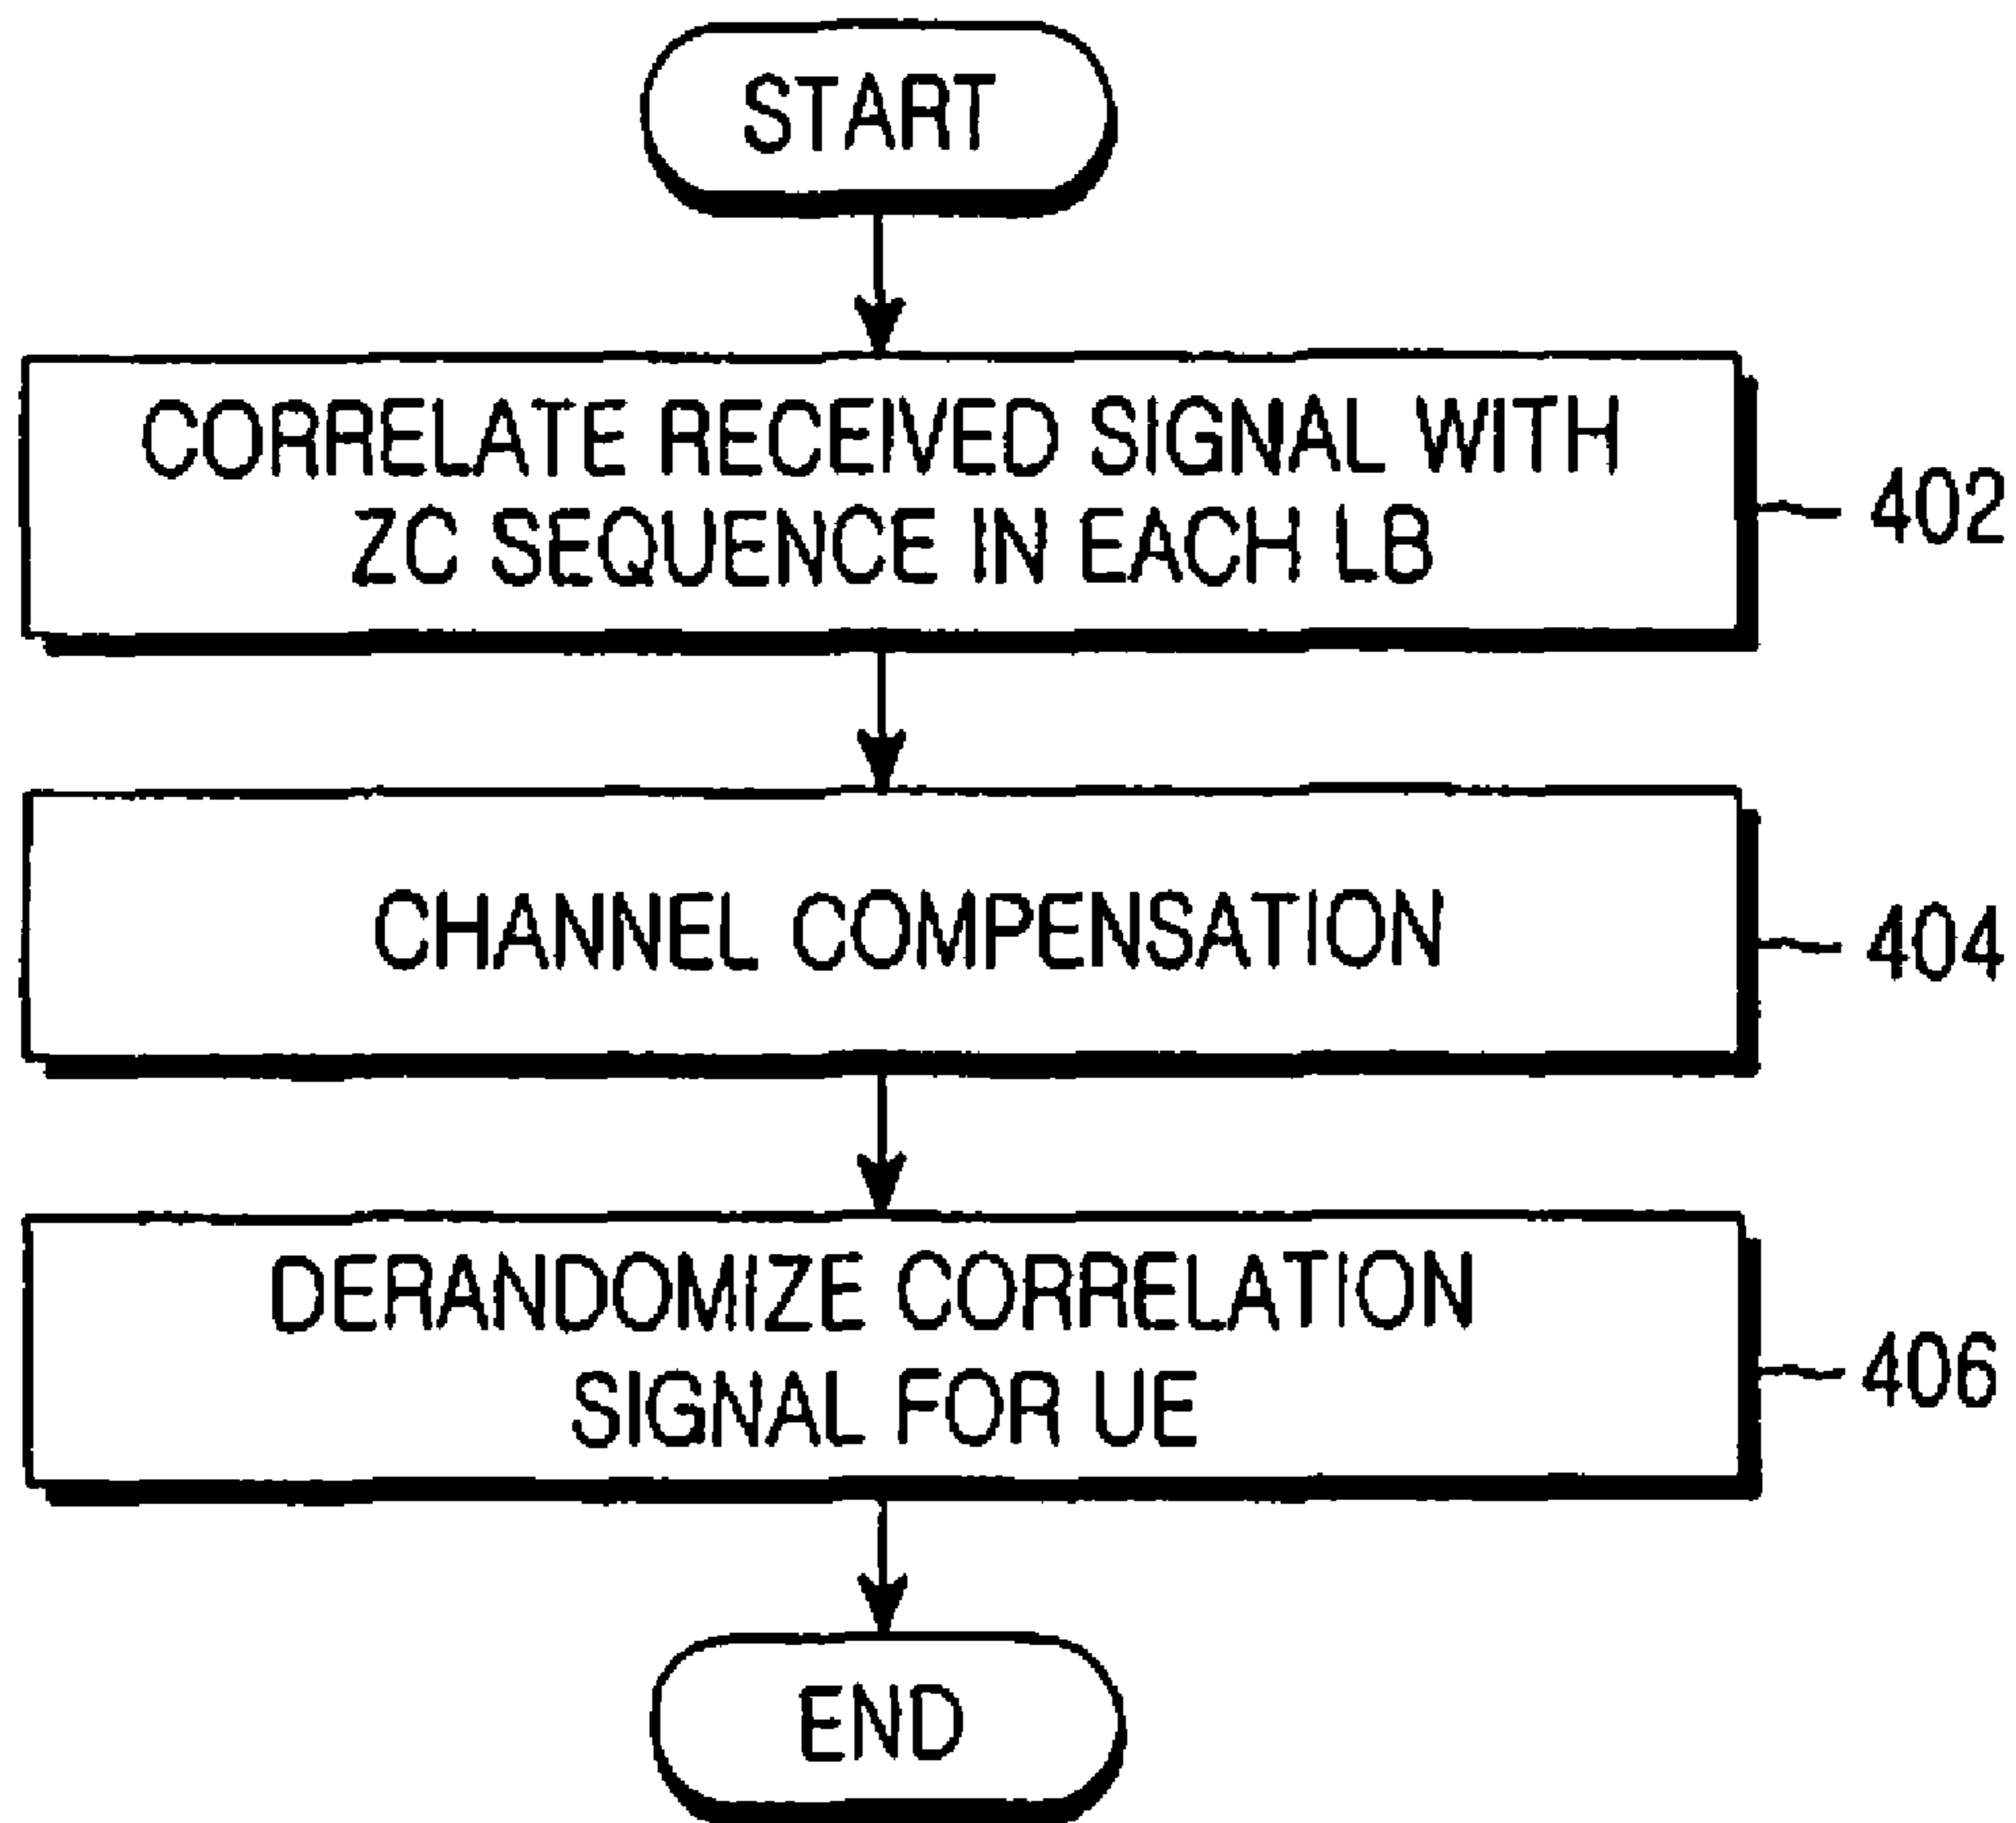 START
CORRELATE RECEIVED SIGNAL WITH
ZC SEQUENCE IN EACH LB
402
CHANNEL COMPENSATION
404
DERANDOMIZE CORRELATION
SIGNAL FOR UE
406
END